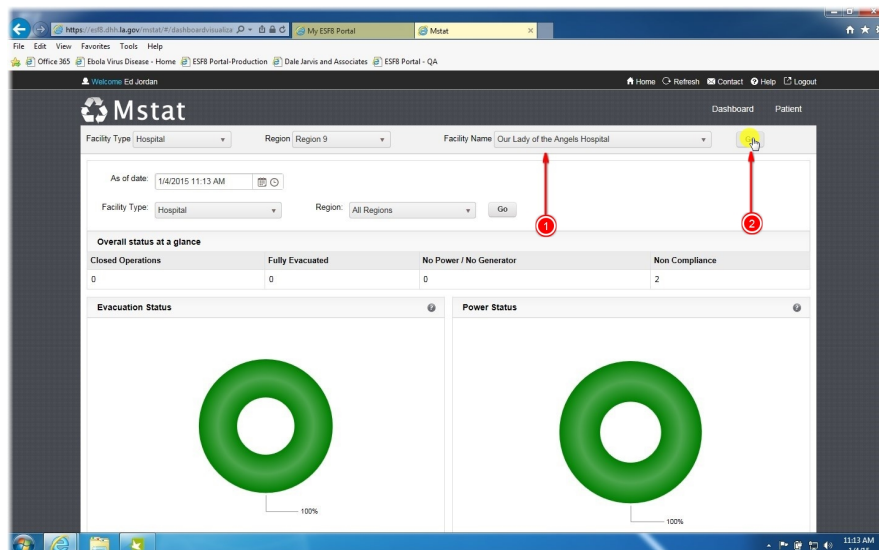 https://esf8.dhh.la.gov/mstat/#/dashboardvisualiza
My ESF8 Portal
Mstat
File Edit View Favorites Tools Help
Office 365 Ebola Virus Disease - Home ESF8 Portal-Production Dale Jarvis and Associates ESF8 Portal - QA
Welcome Ed Jordan Home Refresh Contact Help Logout
Mstat Dashboard Patient
Facility Type Hospital Region Region 9 Facility Name Our Lady of the Angels Hospital Go
As of date: 1/4/2015 11:13 AM
1 2
Facility Type: Hospital Region: All Regions Go
Overall status at a glance
Closed Operations Fully Evacuated No Power / No Generator Non Compliance
0 0 0 2
Evacuation Status Power Status
100% 100%
11:13 AM